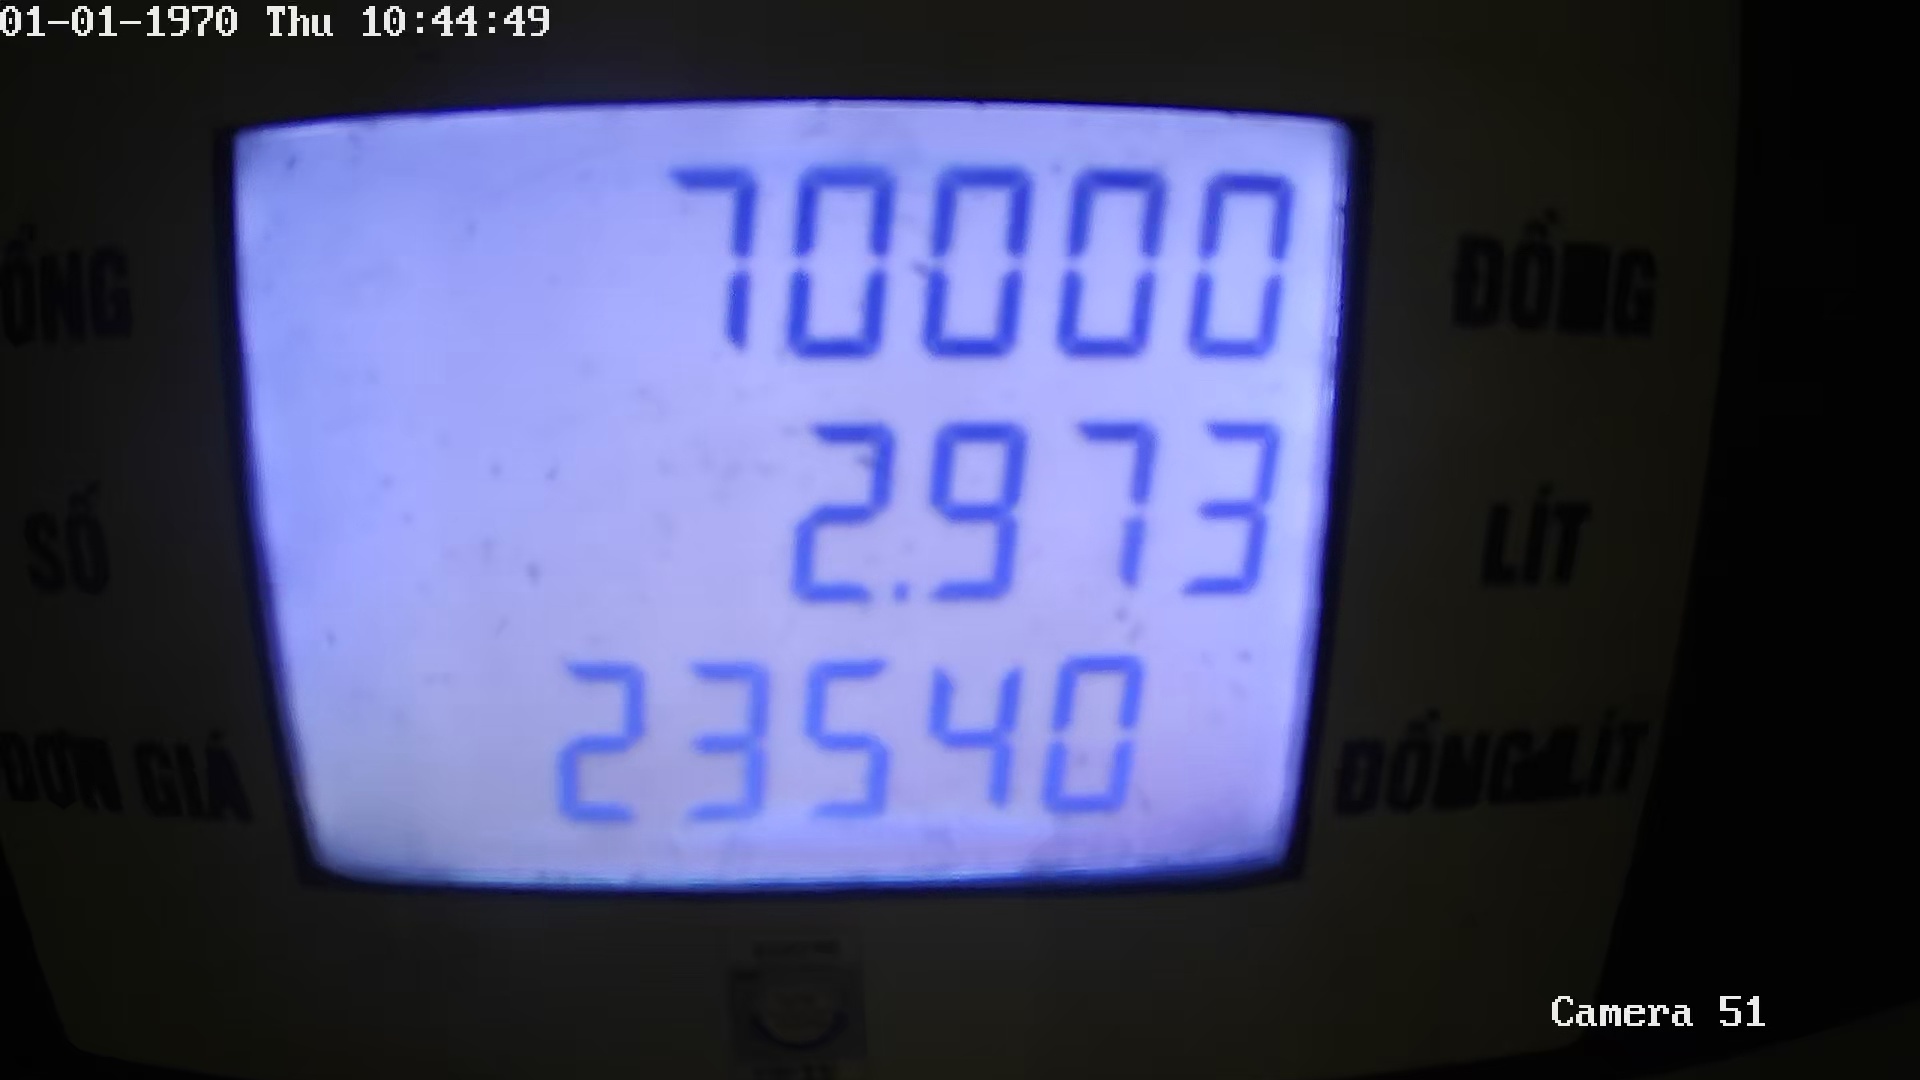 01-01-1970 Thu 10:44:49
70000
ỒNG ĐỒNG
2.973
SỐ LÍT
23540
ĐƠN GIÁ ĐỒNG/LÍT
Camera 51